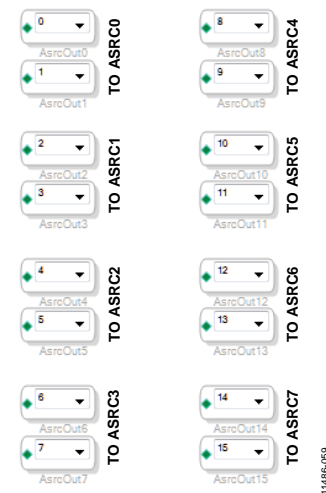 0
AsrcOut0
1
AsrcOut1
TO ASRC0
2
AsrcOut2
3
AsrcOut3
TO ASRC1
4
AsrcOut4
5
AsrcOut5
TO ASRC2
6
AsrcOut6
7
AsrcOut7
TO ASRC3
8
AsrcOut8
9
AsrcOut9
TO ASRC4
10
AsrcOut10
11
AsrcOut11
TO ASRC5
12
AsrcOut12
13
AsrcOut13
TO ASRC6
14
AsrcOut14
15
AsrcOut15
TO ASRC7
11486-059